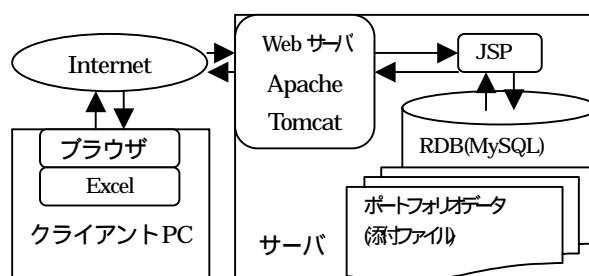 Internet
ブラウザ
Excel
クライアントPC
Web サーバ
Apache
Tomcat
JSP
RDB(MySQL)
ポートフォリオデータ
(添付ファイル)
サーバ